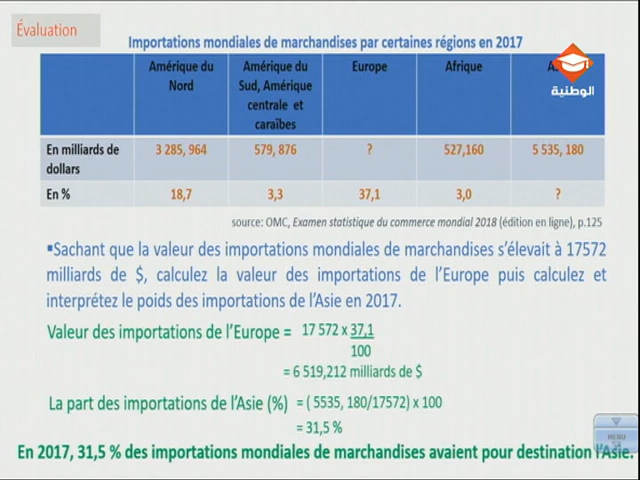 Évaluation
Importations mondiales de marchandises par certaines régions en 2017
Amérique du Nord | Amérique du Sud, Amérique centrale et caraïbes | Europe | Afrique
الوطنية
En milliards de dollars | 3 285, 964 | 579, 876 | ? | 527,160 | 5 535, 180
En % | 18,7 | 3,3 | 37,1 | 3,0 | ?
source: OMC, Examen statistique du commerce mondial 2018 (édition en ligne), p.125
▪Sachant que la valeur des importations mondiales de marchandises s’élevait à 17572
milliards de $, calculez la valeur des importations de l’Europe puis calculez et
interprétez le poids des importations de l’Asie en 2017.
Valeur des importations de l’Europe = 17 572 x 37,1
100
= 6 519,212 milliards de $
La part des importations de l’Asie (%) = ( 5535, 180/17572) x 100
= 31,5 %
MENU
En 2017, 31,5 % des importations mondiales de marchandises avaient pour destination l’Asie.